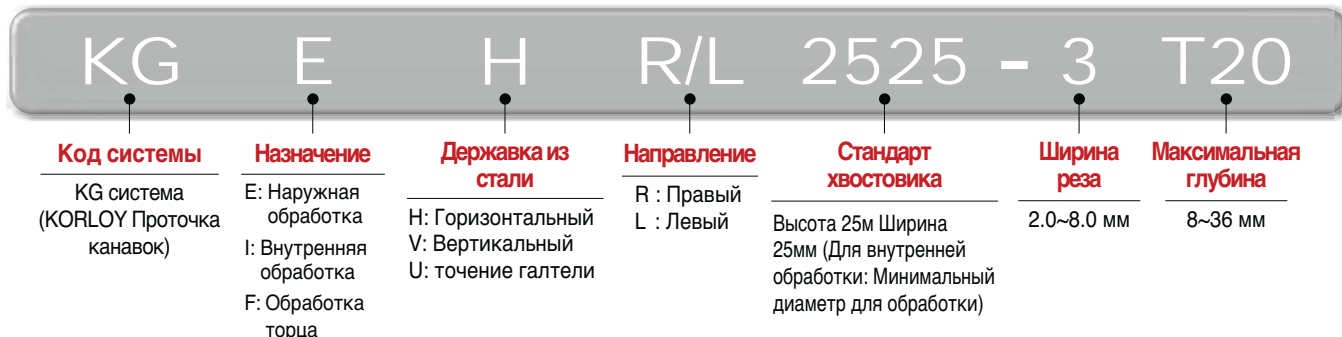 KG E H R/L 2525 - 3 T20
Код системы
KG система
(KORLOY Проточка
канавок)
Назначение
E: Наружная
обработка
I: Внутренняя
обработка
F: Обработка
торца
Державка из
стали
H: Горизонтальный
V: Вертикальный
U: точение галтели
Направление
R : Правый
L : Левый
Стандарт
хвостовика
Высота 25м Ширина
25мм (Для внутренней
обработки: Минимальный
диаметр для обработки)
Ширина
реза
2.0~8.0 мм
Максимальная
глубина
8~36 мм